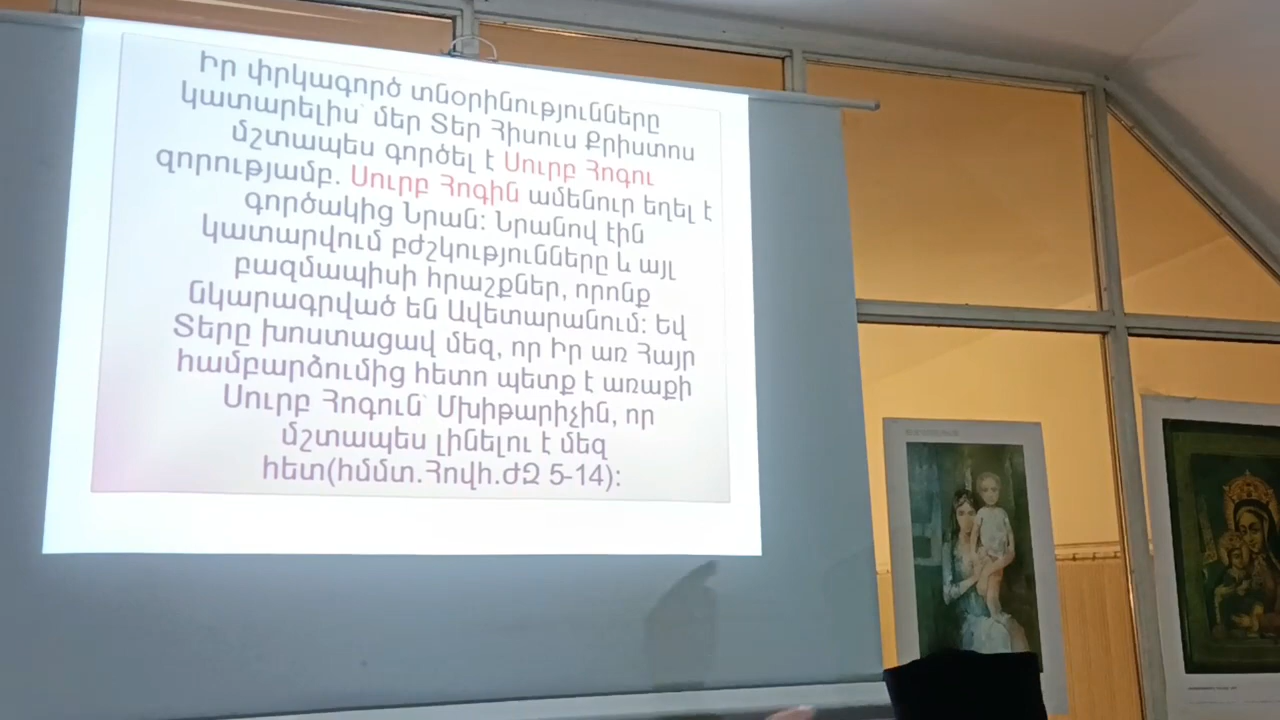 Իր փրկագործ տնօրինությունները
կատարելիս՝ մեր Տեր Հիսուս Քրիստոս
մշտապես գործել է Սուրբ Հոգու
զորությամբ. Սուրբ Հոգին ամենուր եղել է
գործակից Նրան: Նրանով էին
կատարվում բժշկությունները և այլ
բազմապիսի հրաշքներ, որոնք
նկարագրված են Ավետարանում: Եվ
Տերը խոստացավ մեզ, որ Իր առ Հայր
համբարձումից հետո պետք է առաքի
Սուրբ Հոգուն՝ Մխիթարիչին, որ
մշտապես լինելու է մեզ
հետ(հմմտ.Հովհ.ԺԶ 5-14):